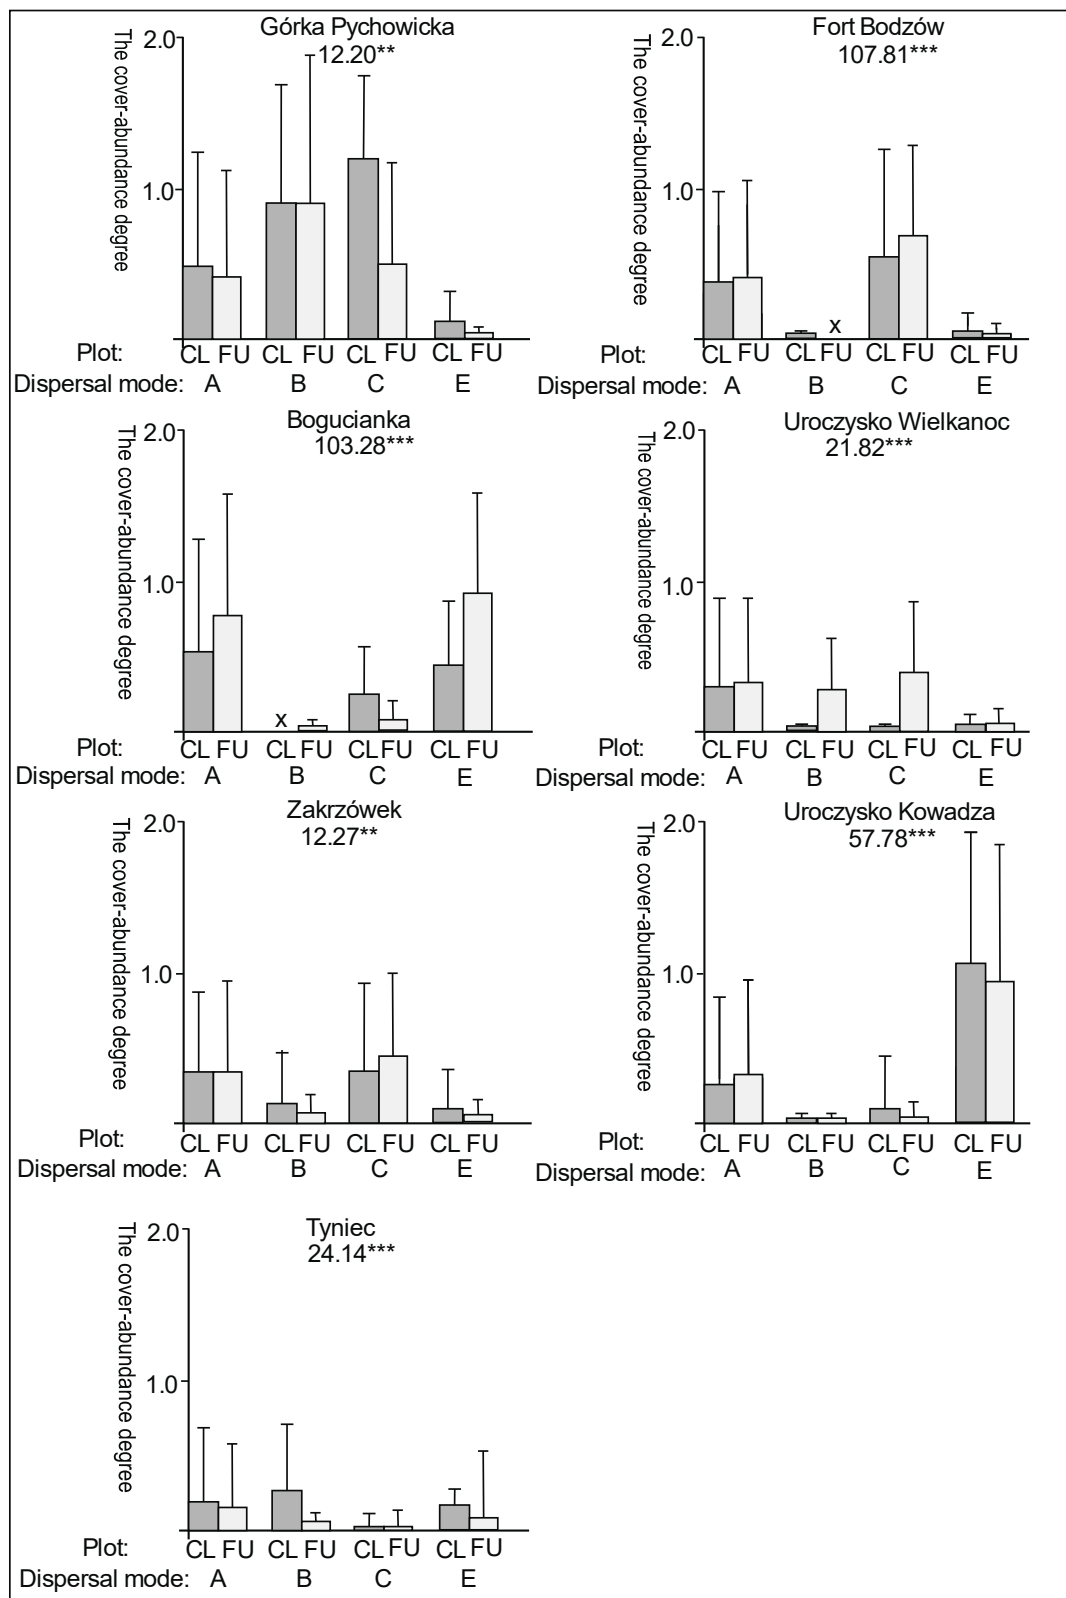 Górka Pychowicka
12.20**
The cover-abundance degree
2.0
1.0
Plot: CL FU CL FU CL FU CL FU
Dispersal mode: A B C E
Fort Bodzów
107.81***
The cover-abundance degree
2.0
1.0
x
Plot: CL FU CL FU CL FU CL FU
Dispersal mode: A B C E
Bogucianka
103.28***
The cover-abundance degree
2.0
1.0
x
Plot: CL FU CL FU CL FU CL FU
Dispersal mode: A B C E
Uroczysko Wielkanoc
21.82***
The cover-abundance degree
2.0
1.0
Plot: CL FU CL FU CL FU CL FU
Dispersal mode: A B C E
Zakrzówek
12.27**
The cover-abundance degree
2.0
1.0
Plot: CL FU CL FU CL FU CL FU
Dispersal mode: A B C E
Uroczysko Kowadza
57.78***
The cover-abundance degree
2.0
1.0
Plot: CL FU CL FU CL FU CL FU
Dispersal mode: A B C E
Tyniec
24.14***
The cover-abundance degree
2.0
1.0
Plot: CL FU CL FU CL FU CL FU
Dispersal mode: A B C E